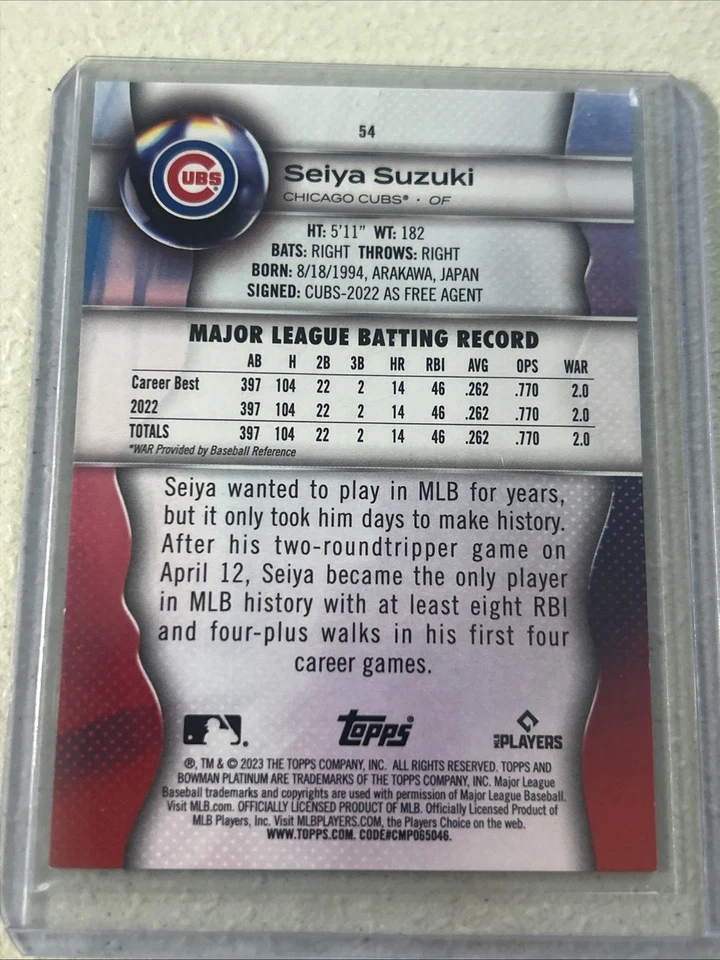 54
CUBS
Seiya Suzuki
CHICAGO CUBS® · OF
HT: 5'11" WT: 182
BATS: RIGHT THROWS: RIGHT
BORN: 8/18/1994, ARAKAWA, JAPAN
SIGNED: CUBS-2022 AS FREE AGENT
MAJOR LEAGUE BATTING RECORD
AB H 2B 3B HR RBI AVG OPS WAR
Career Best 397 104 22 2 14 46 .262 .770 2.0
2022 397 104 22 2 14 46 .262 .770 2.0
TOTALS 397 104 22 2 14 46 .262 .770 2.0
*WAR Provided by Baseball Reference
Seiya wanted to play in MLB for years,
but it only took him days to make history.
After his two-roundtripper game on
April 12, Seiya became the only player
in MLB history with at least eight RBI
and four-plus walks in his first four
career games.
topps
MLB PLAYERS
®, TM & © 2023 THE TOPPS COMPANY, INC. ALL RIGHTS RESERVED. TOPPS AND
BOWMAN PLATINUM ARE TRADEMARKS OF THE TOPPS COMPANY, INC. Major League
Baseball trademarks and copyrights are used with permission of Major League Baseball.
Visit MLB.com. OFFICIALLY LICENSED PRODUCT OF MLB. Officially Licensed Product of
MLB Players, Inc. Visit MLBPLAYERS.COM, the Players Choice on the web.
WWW.TOPPS.COM. CODE#CMP065046.